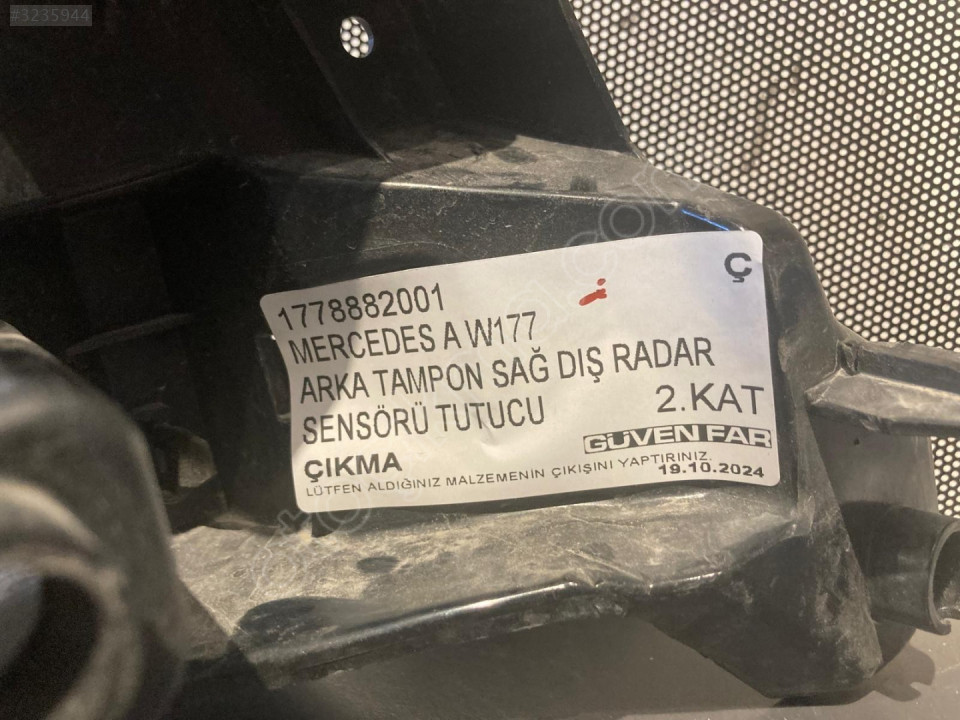 #3235944
Ç
1778882001
MERCEDES A W177
ARKA TAMPON SAĞ DIŞ RADAR
SENSÖRÜ TUTUCU
2.KAT
GÜVEN FAR
ÇIKMA
LÜTFEN ALDIĞINIZ MALZEMENİN ÇIKIŞINI YAPTIRINIZ.
19.10.2024